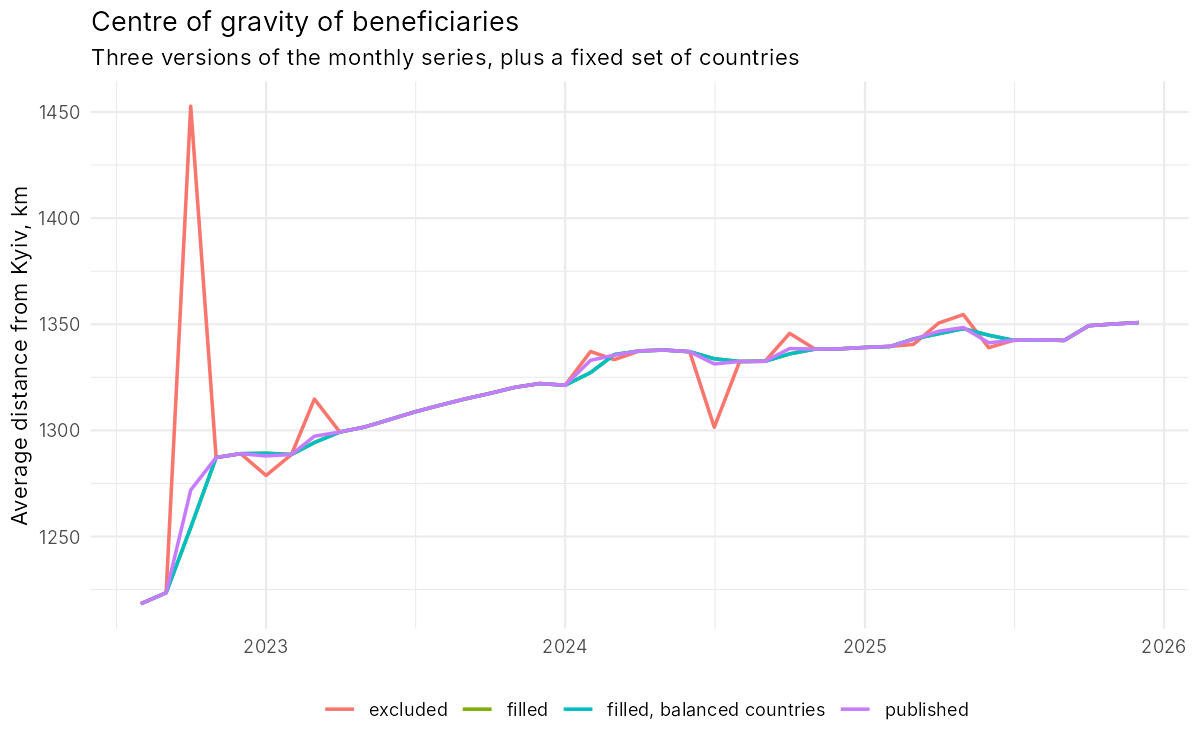 Centre of gravity of beneficiaries
Three versions of the monthly series, plus a fixed set of countries
Average distance from Kyiv, km
1450
1400
1350
1300
1250
2023 2024 2025 2026
excluded filled filled, balanced countries published